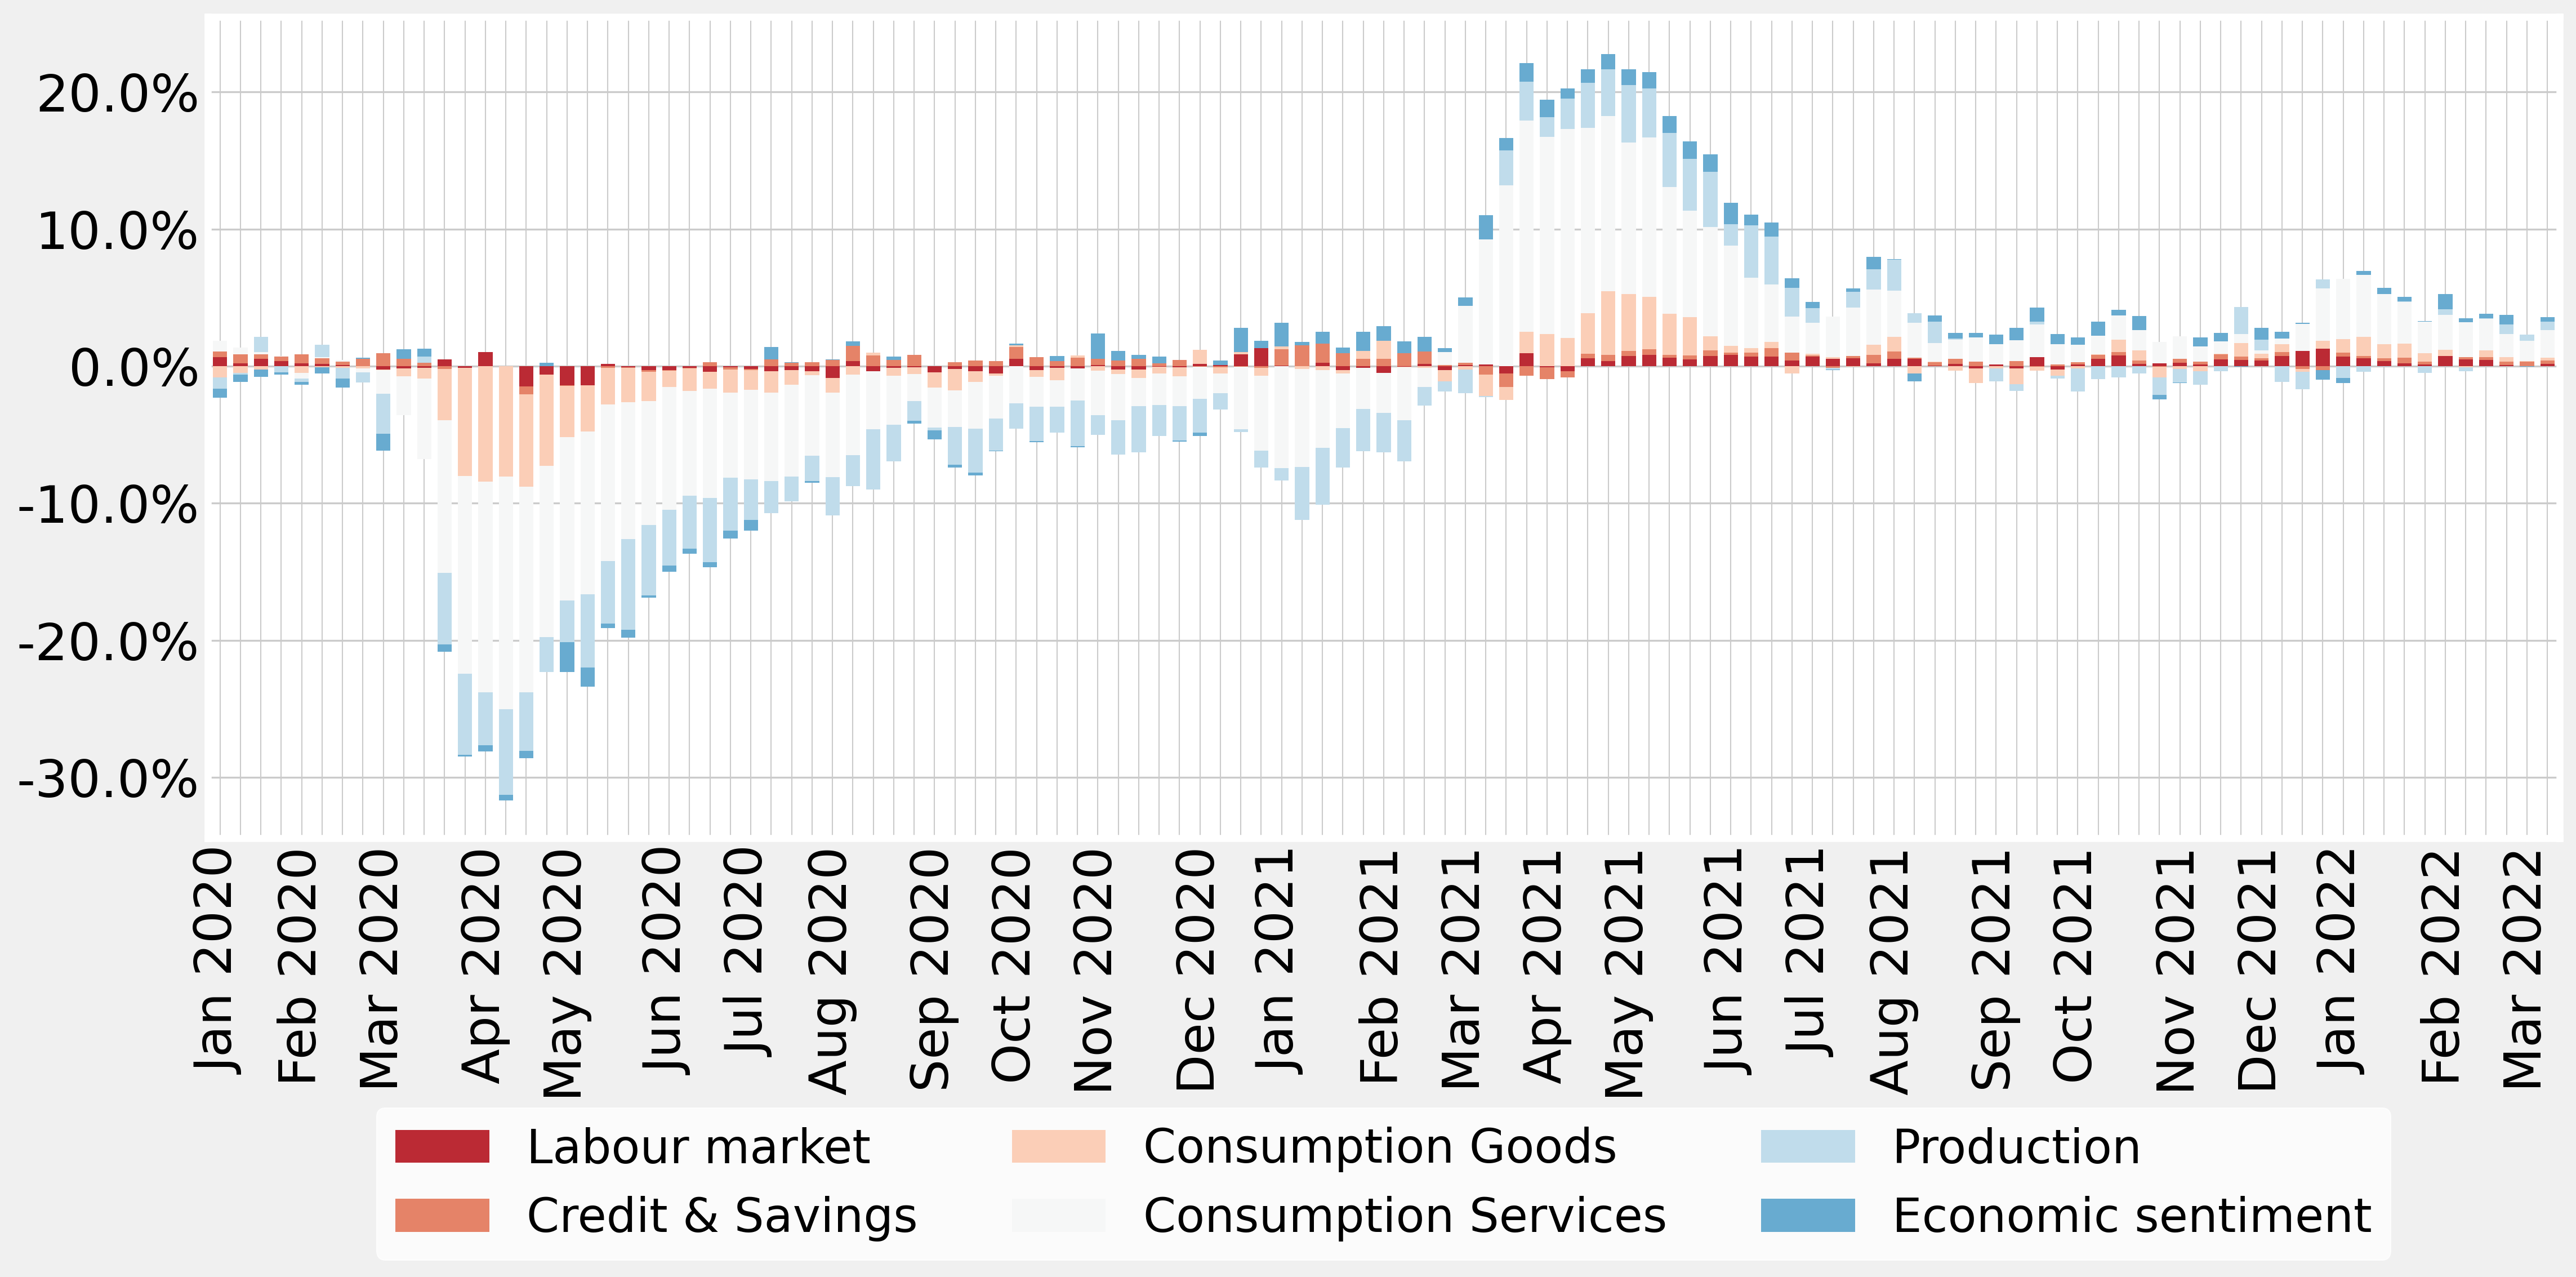 20.0%
10.0%
0.0%
-10.0%
-20.0%
-30.0%
Jan 2020
Feb 2020
Mar 2020
Apr 2020
May 2020
Jun 2020
Jul 2020
Aug 2020
Sep 2020
Oct 2020
Nov 2020
Dec 2020
Jan 2021
Feb 2021
Mar 2021
Apr 2021
May 2021
Jun 2021
Jul 2021
Aug 2021
Sep 2021
Oct 2021
Nov 2021
Dec 2021
Jan 2022
Feb 2022
Mar 2022
Labour market
Credit & Savings
Consumption Goods
Consumption Services
Production
Economic sentiment